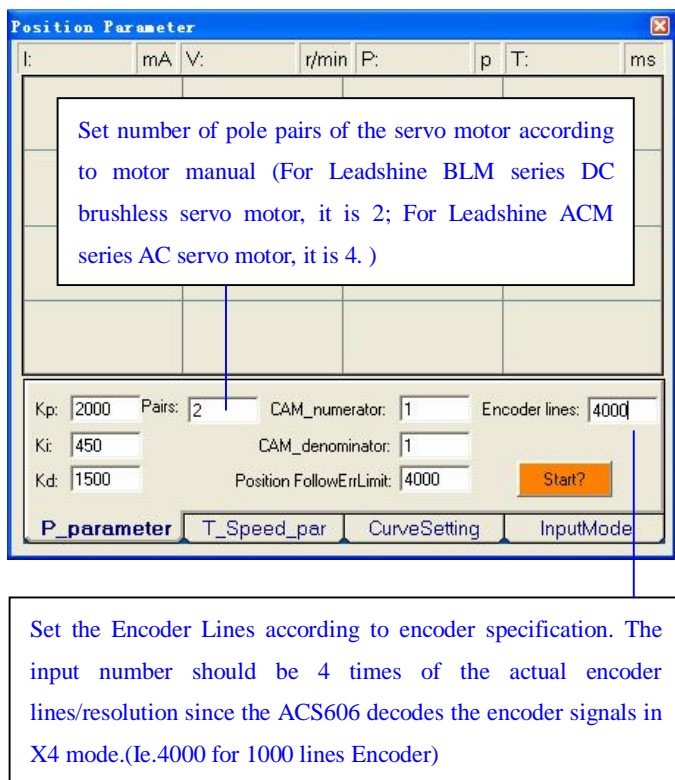 Position Parameter
I: mA V: r/min P: p T: ms
Set number of pole pairs of the servo motor according
to motor manual (For Leadshine BLM series DC
brushless servo motor, it is 2; For Leadshine ACM
series AC servo motor, it is 4. )
Kp: 2000 Pairs: 2 CAM_numerator: 1 Encoder lines: 4000
Ki: 450 CAM_denominator: 1
Kd: 1500 Position FollowErrLimit: 4000 Start?
P_parameter T_Speed_par CurveSetting InputMode
Set the Encoder Lines according to encoder specification. The
input number should be 4 times of the actual encoder
lines/resolution since the ACS606 decodes the encoder signals in
X4 mode.(Ie.4000 for 1000 lines Encoder)